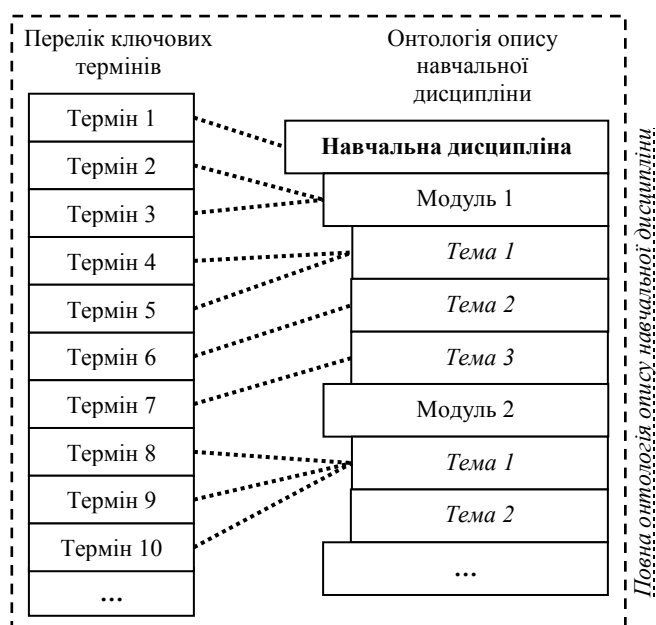 Перелік ключових
термінів
Термін 1
Термін 2
Термін 3
Термін 4
Термін 5
Термін 6
Термін 7
Термін 8
Термін 9
Термін 10
...
Онтологія опису
навчальної
дисципліни
Навчальна дисципліна
Модуль 1
Тема 1
Тема 2
Тема 3
Модуль 2
Тема 1
Тема 2
...
Повна онтологія опису навчальної дисципліни